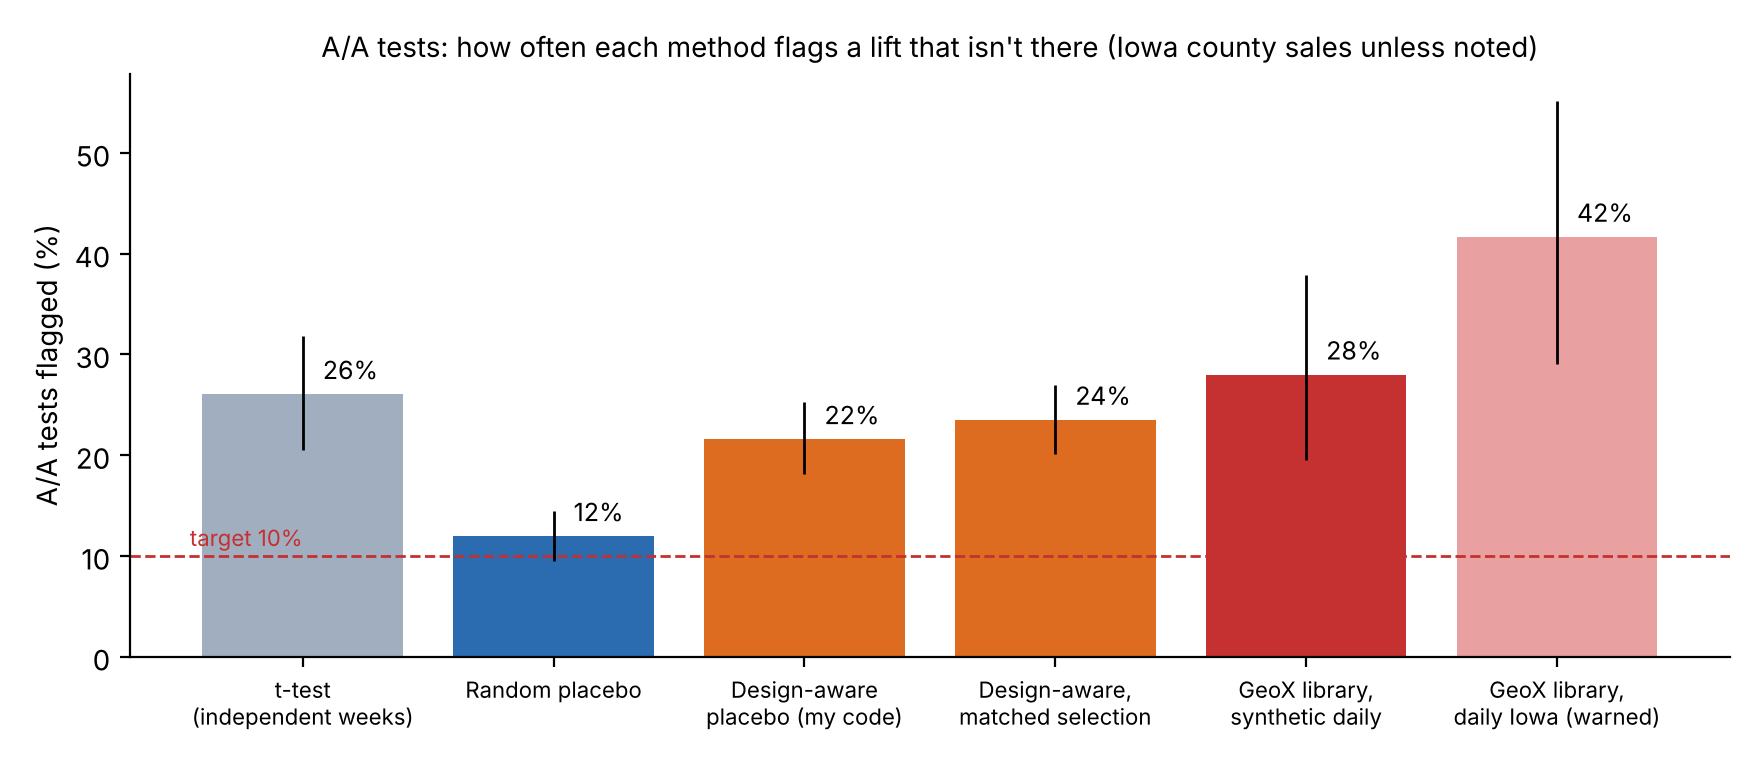 A/A tests: how often each method flags a lift that isn't there (Iowa county sales unless noted)
A/A tests flagged (%)
50
40
30
20
10
0
target 10%
26%
12%
22%
24%
28%
42%
t-test
(independent weeks)
Random placebo
Design-aware
placebo (my code)
Design-aware,
matched selection
GeoX library,
synthetic daily
GeoX library,
daily Iowa (warned)